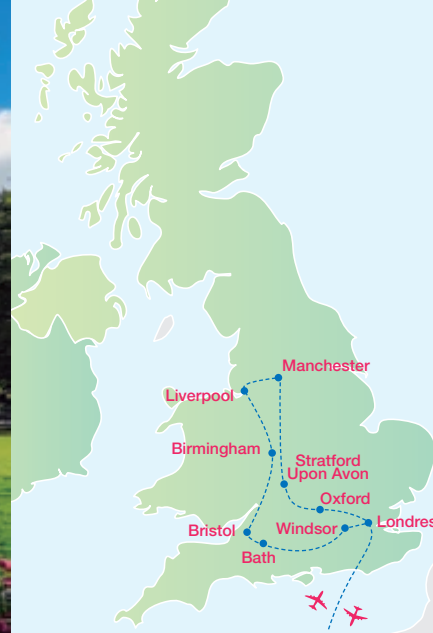 Manchester
Liverpool
Birmingham
Stratford
Upon Avon
Oxford
Londres
Windsor
Bristol
Bath